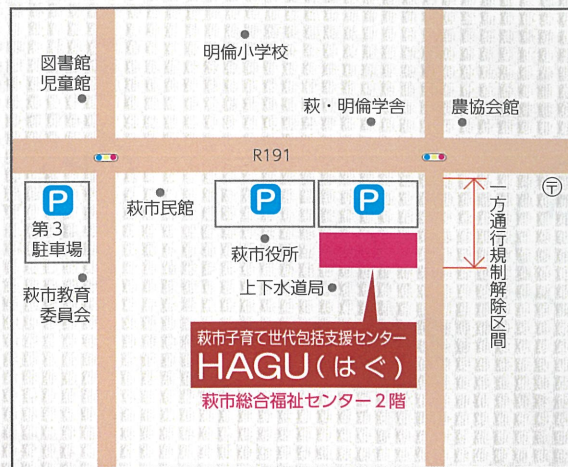 図書館
児童館
明倫小学校
萩・明倫学舎
農協会館
R191
P
第3
駐車場
萩市民館
P
P
〒
一方通行規制解除区間
萩市役所
上下水道局
萩市教育
委員会
萩市子育て世代包括支援センター
HAGU(はぐ)
萩市総合福祉センター2階